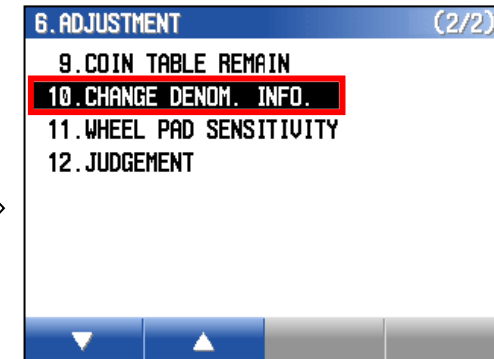 6.ADJUSTMENT (2/2)
9.COIN TABLE REMAIN
10.CHANGE DENOM. INFO.
11.WHEEL PAD SENSITIVITY
12.JUDGEMENT